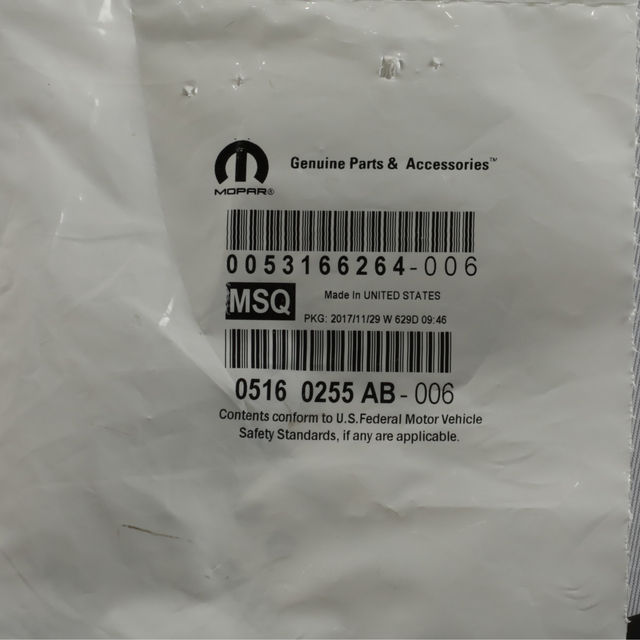 Genuine Parts & Accessories™
MOPAR®
0053166264-006
MSQ
Made in UNITED STATES
PKG: 2017/11/29 W 629D 09:46
0516 0255 AB-006
Contents conform to U.S.Federal Motor Vehicle
Safety Standards, if any are applicable.